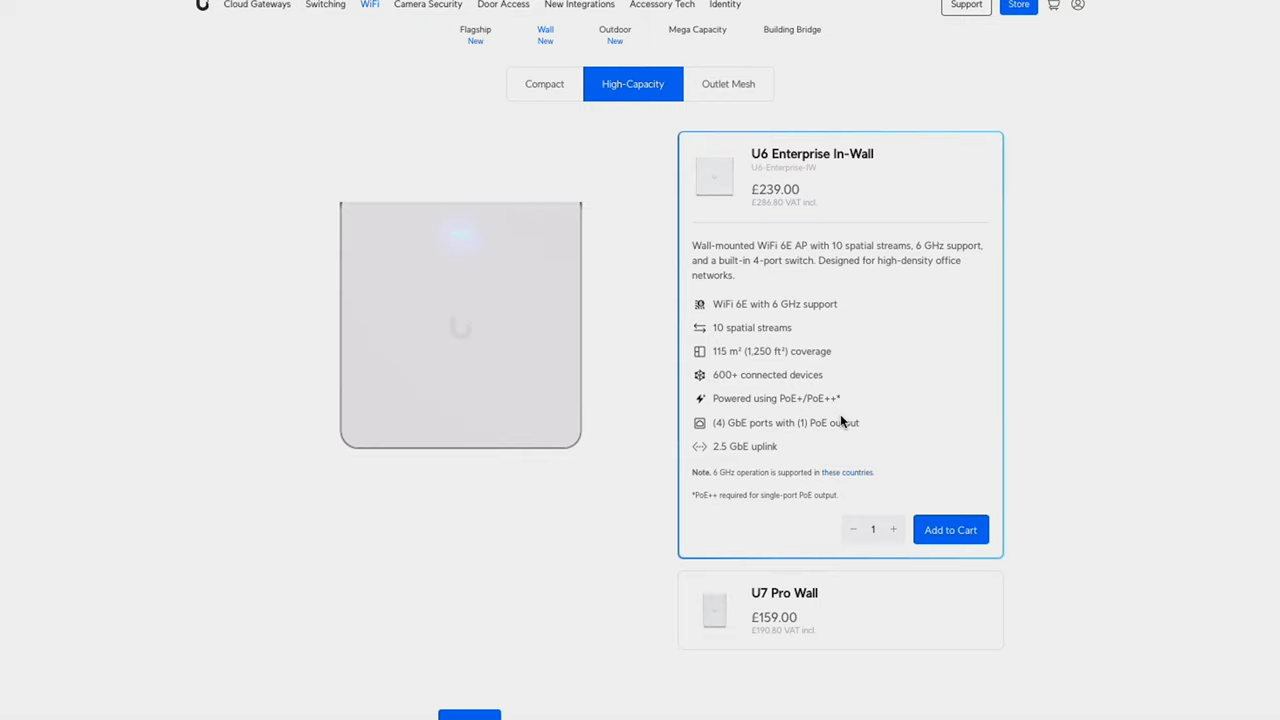 Cloud Gateways Switching WiFi Camera Security Door Access New Integrations Accessory Tech Identity Support Store
Flagship Wall Outdoor Mega Capacity Building Bridge
New New New
Compact High-Capacity Outlet Mesh
U6 Enterprise In-Wall
U6-Enterprise-IW
£239.00
£286.80 VAT incl.
Wall-mounted WiFi 6E AP with 10 spatial streams, 6 GHz support,
and a built-in 4-port switch. Designed for high-density office
networks.
WiFi 6E with 6 GHz support
10 spatial streams
115 m² (1,250 ft²) coverage
600+ connected devices
Powered using PoE+/PoE++*
(4) GbE ports with (1) PoE output
2.5 GbE uplink
Note. 6 GHz operation is supported in these countries.
*PoE++ required for single-port PoE output.
− 1 + Add to Cart
U7 Pro Wall
£159.00
£190.80 VAT incl.